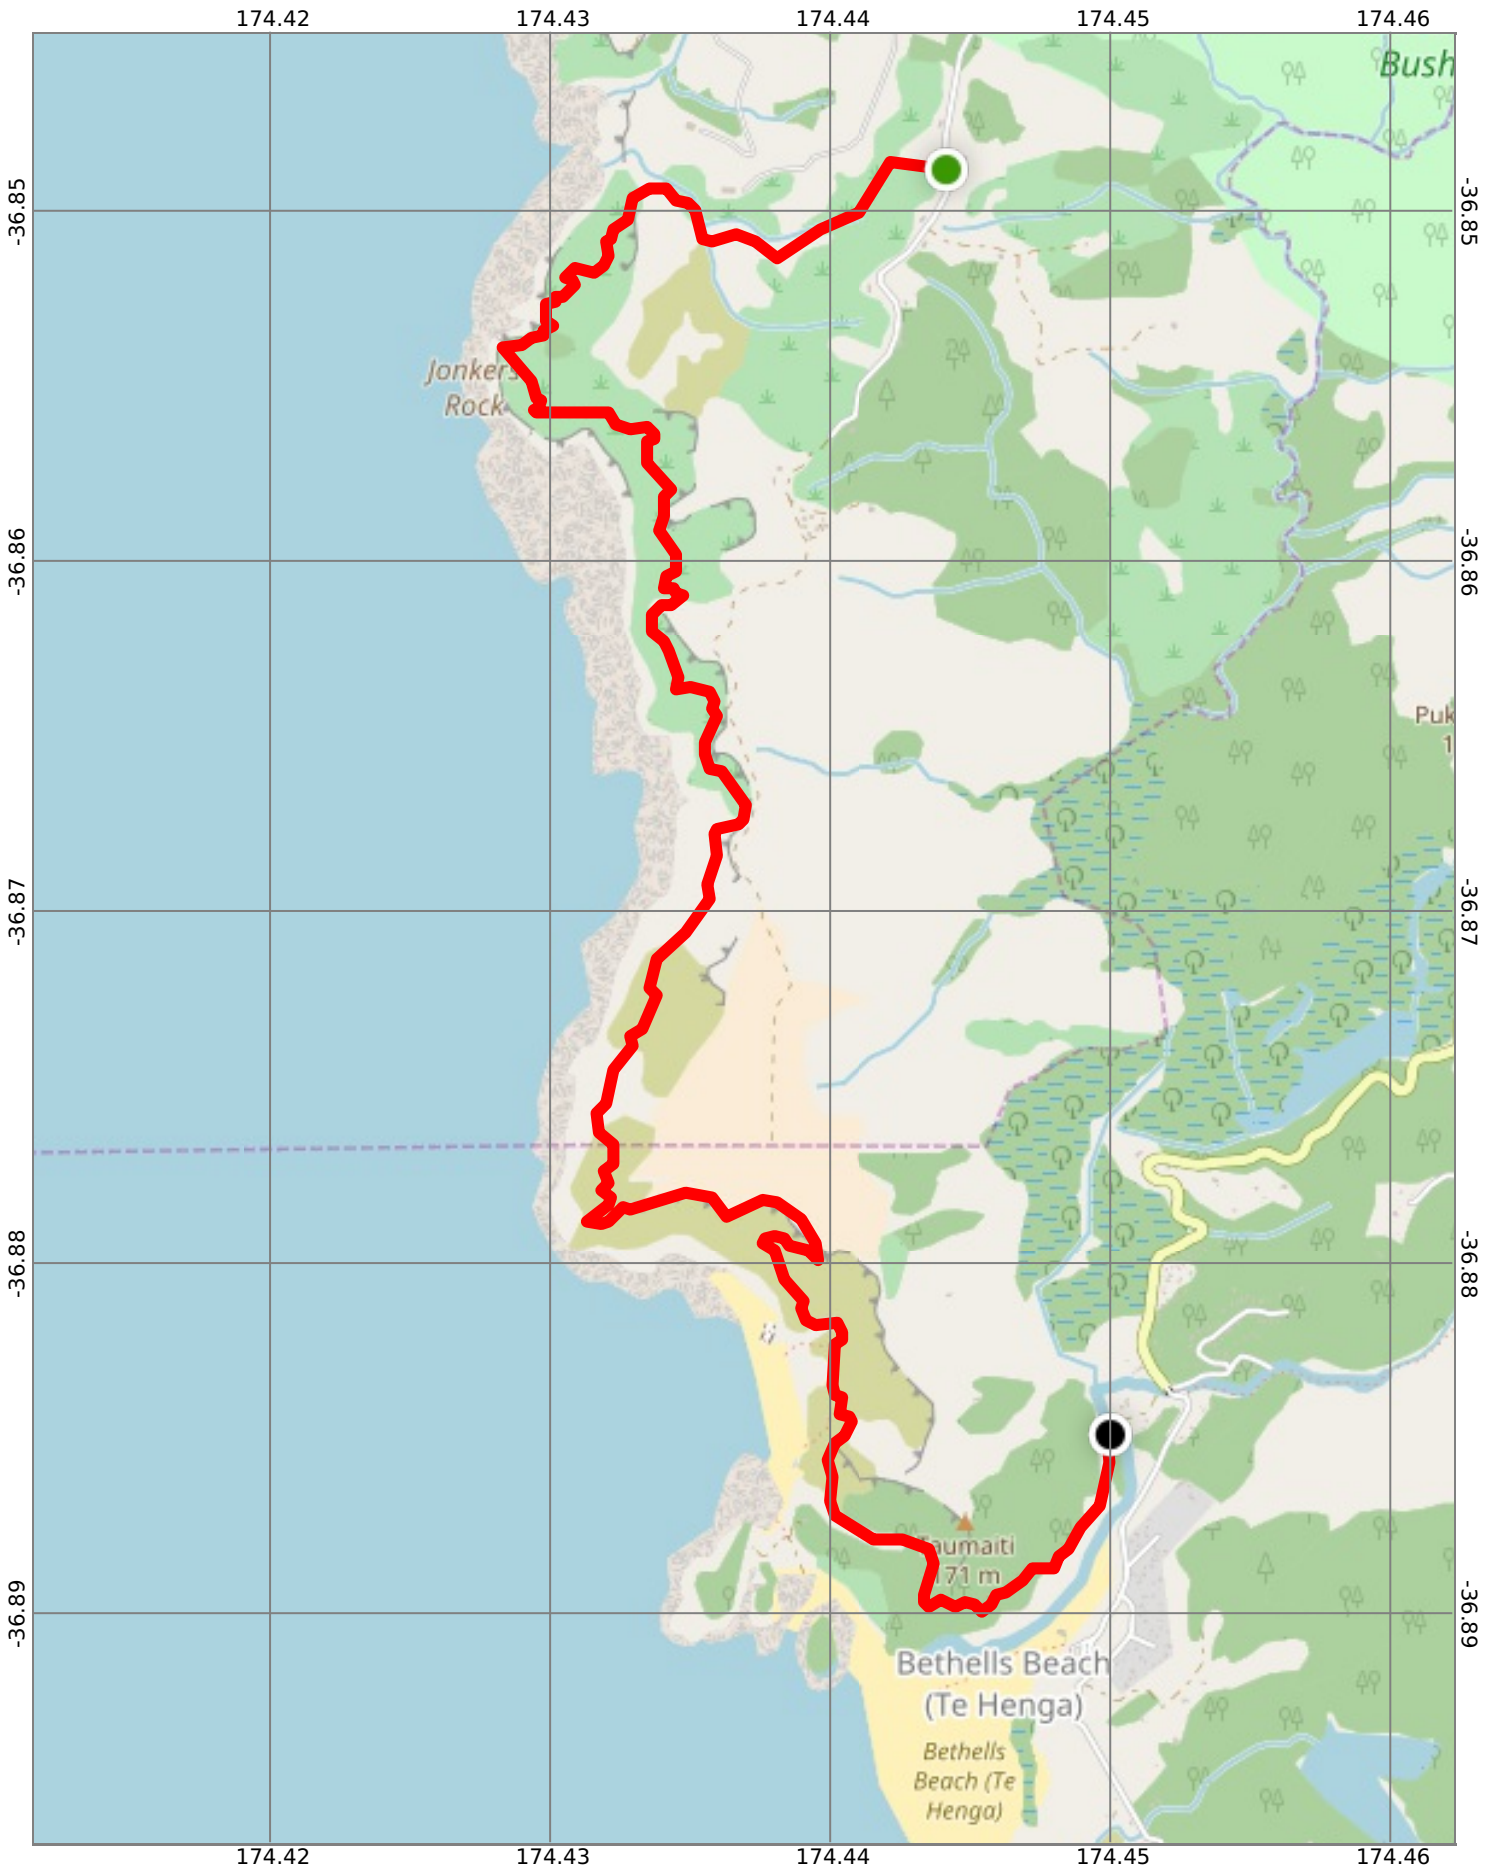 174.42 174.43 174.44 174.45 174.46
Bush
-36.85 -36.85
Jonkers
Rock
-36.86 -36.86
Puk
1
-36.87 -36.87
-36.88 -36.88
Taumaiti
171 m
-36.89 -36.89
Bethells Beach
(Te Henga)
Bethells
Beach (Te
Henga)
174.42 174.43 174.44 174.45 174.46